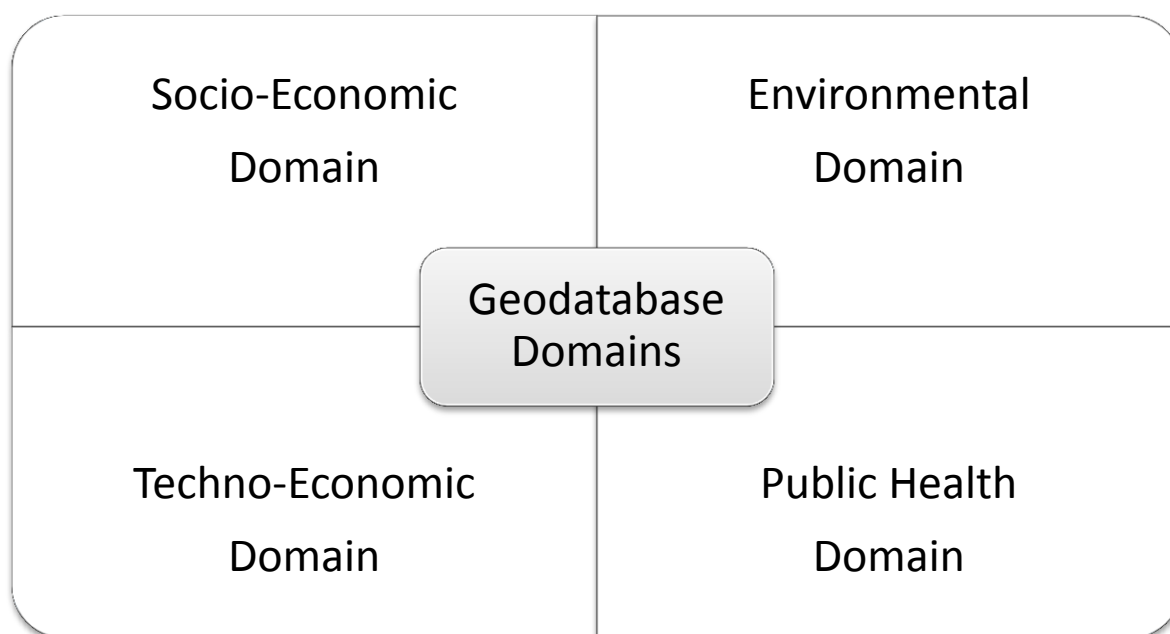 Socio-Economic
Domain
Environmental
Domain
Geodatabase
Domains
Techno-Economic
Domain
Public Health
Domain